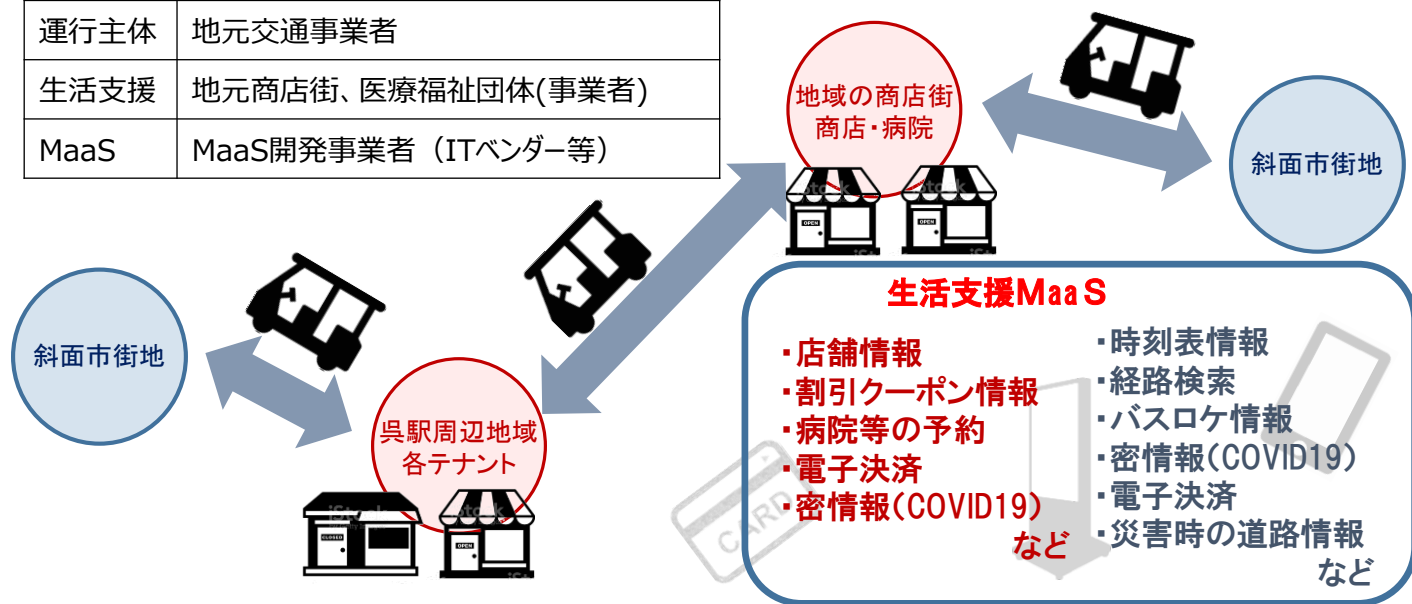 運行主体 地元交通事業者
生活支援 地元商店街、医療福祉団体(事業者)
MaaS MaaS開発事業者（ITベンダー等）
地域の商店街
商店・病院
斜面市街地
OPEN
OPEN
斜面市街地
呉駅周辺地域
各テナント
CLOSED
OPEN
生活支援MaaS
・店舗情報
・割引クーポン情報
・病院等の予約
・電子決済
・密情報(COVID19)
など
・時刻表情報
・経路検索
・バスロケ情報
・密情報(COVID19)
・電子決済
・災害時の道路情報
など
CARD